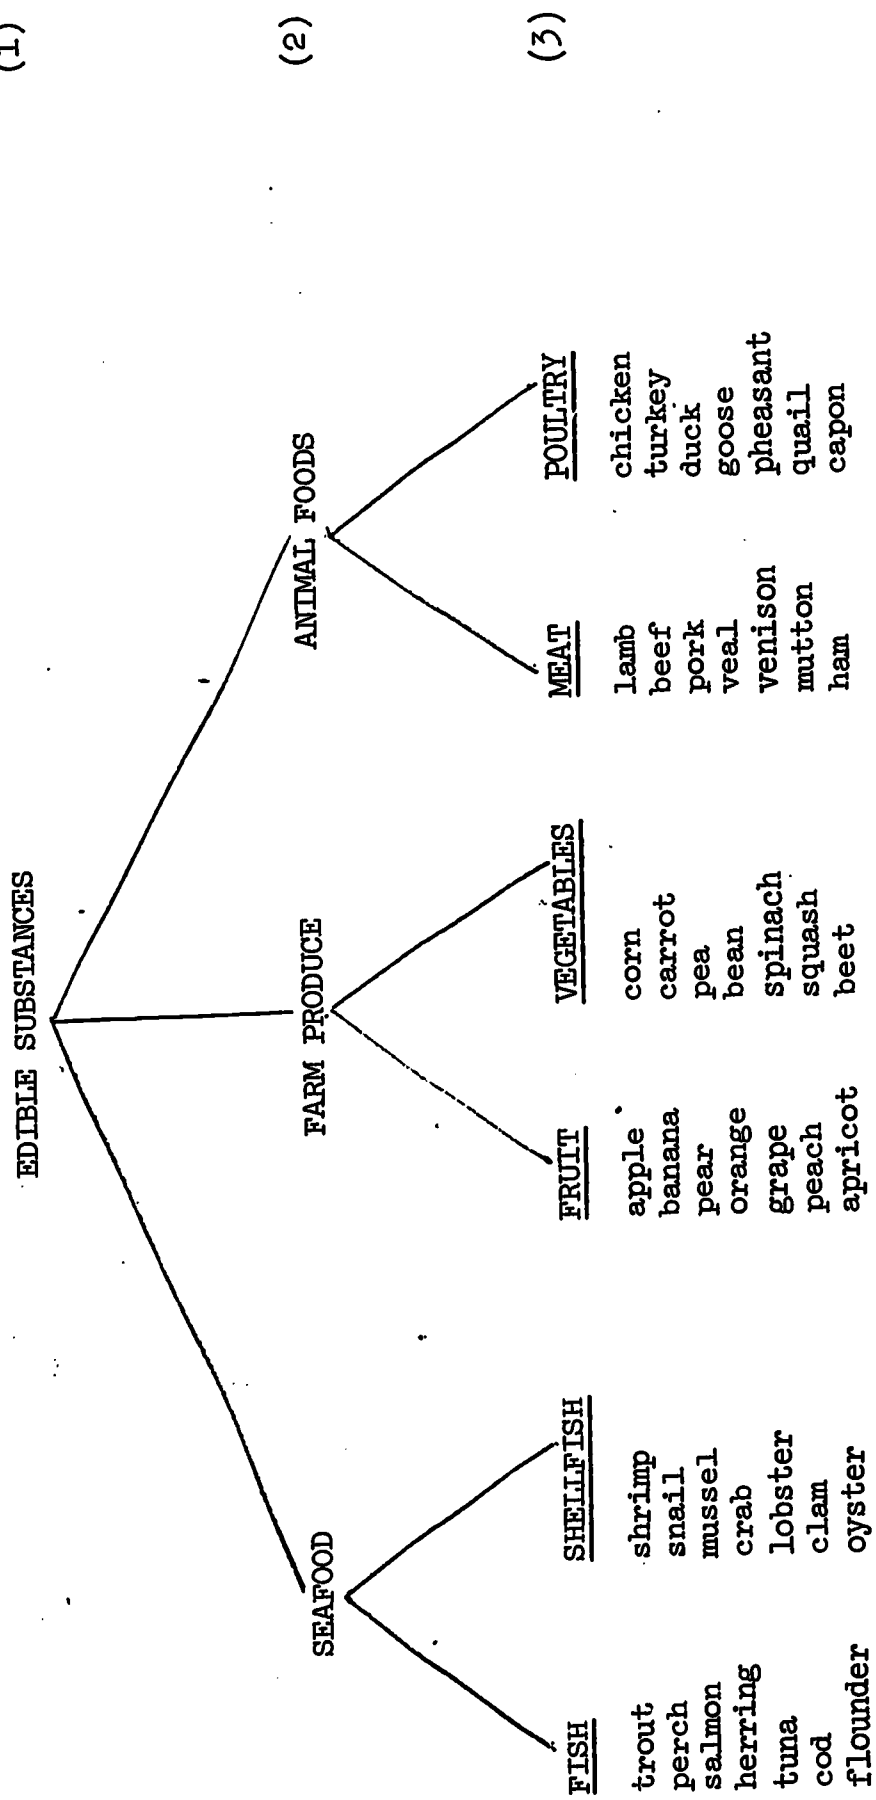 EDIBLE SUBSTANCES (1)
SEAFOOD FARM PRODUCE ANIMAL FOODS (2)
FISH SHELLFISH FRUIT VEGETABLES MEAT POULTRY (3)
trout shrimp apple corn lamb chicken
perch snail banana carrot beef turkey
salmon mussel pear pea pork duck
herring crab orange bean veal goose
tuna lobster grape spinach venison pheasant
cod clam peach squash mutton quail
flounder oyster apricot beet ham capon